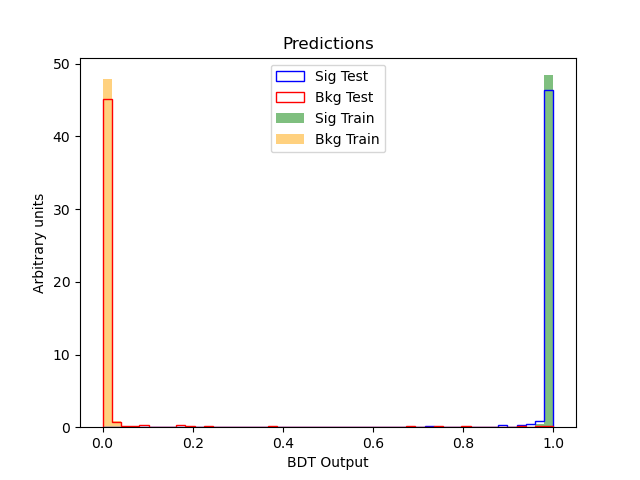 Predictions
50
40
30
20
10
0
Arbitrary units
Sig Test
Bkg Test
Sig Train
Bkg Train
0.0 0.2 0.4 0.6 0.8 1.0
BDT Output